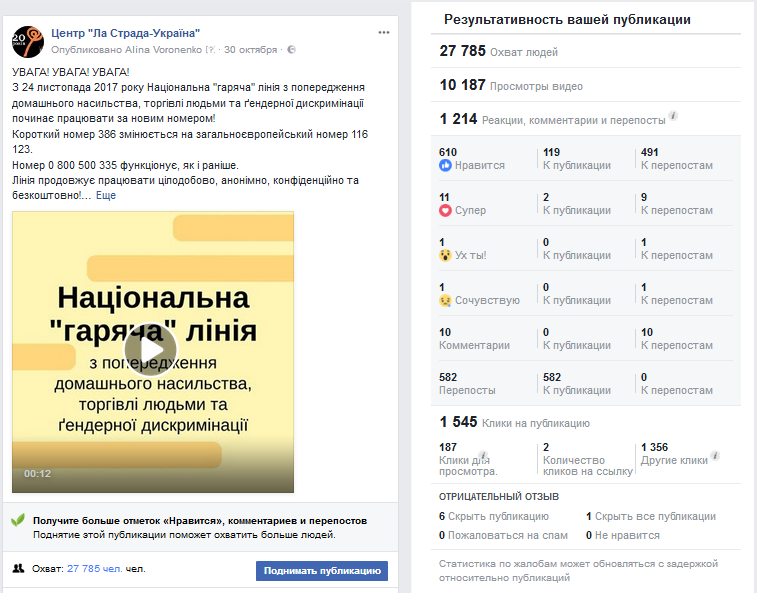 20
РОКІВ
Центр "Ла Страда-Україна"
Опубликовано Alina Voronenko [?] · 30 октября ·
УВАГА! УВАГА! УВАГА!
З 24 листопада 2017 року Національна "гаряча" лінія з попередження
домашнього насильства, торгівлі людьми та ґендерної дискримінації
починає працювати за новим номером!
Короткий номер 386 змінюється на загальноєвропейський номер 116
123.
Номер 0 800 500 335 функціонує, як і раніше.
Лінія продовжує працювати цілодобово, анонімно, конфіденційно та
безкоштовно!... Еще
Національна
"гаряча" лінія
з попередження
домашнього насильства,
торгівлі людьми та
ґендерної дискримінації
00:12
Получите больше отметок «Нравится», комментариев и перепостов
Поднятие этой публикации поможет охватить больше людей.
Охват: 27 785 чел. чел.
Поднимать публикацию
Результативность вашей публикации
27 785 Охват людей
10 187 Просмотры видео
1 214 Реакции, комментарии и перепосты
610 119 491
Нравится К публикации К перепостам
11 2 9
Супер К публикации К перепостам
1 0 1
Ух ты! К публикации К перепостам
1 0 1
Сочувствую К публикации К перепостам
10 0 10
Комментарии К публикации К перепостам
582 582 0
Перепосты К публикации К перепостам
1 545 Клики на публикацию
187 2 1 356
Клики для Количество Другие клики
просмотра. кликов на ссылку
ОТРИЦАТЕЛЬНЫЙ ОТЗЫВ
6 Скрыть публикацию 1 Скрыть все публикации
0 Пожаловаться на спам 0 Не нравится
Статистика по жалобам может обновляться с задержкой
относительно публикаций